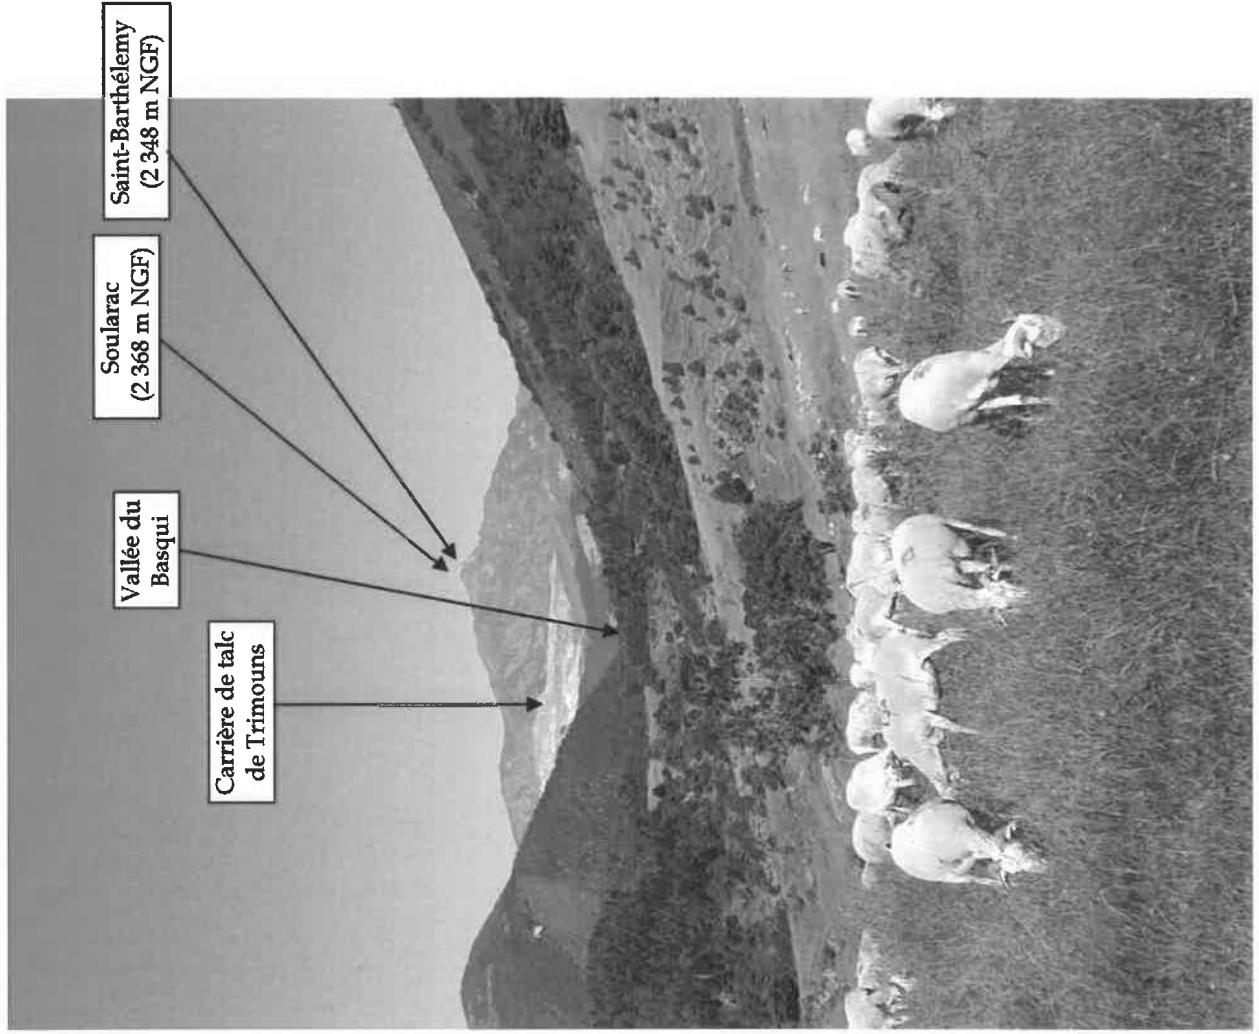 Carrière de talc
de Trimouns
Vallée du
Basqui
Soularac
(2 368 m NGF)
Saint-Barthélemy
(2 348 m NGF)